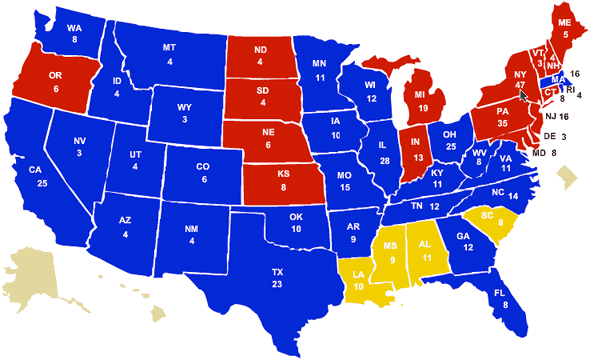 WA
8
OR
6
CA
25
NV
3
ID
4
MT
4
WY
3
UT
4
AZ
4
CO
6
NM
4
ND
4
SD
4
NE
6
KS
8
OK
10
TX
23
MN
11
IA
10
MO
15
AR
9
LA
10
WI
12
IL
28
MI
19
IN
13
OH
25
KY
11
TN 12
MS
9
AL
11
GA
12
FL
8
SC 8
NC 14
VA
11
WV
8
PA
35
NY
47
VT
3
4
NH
ME
5
MA
16
RI
4
CT
8
NJ 16
DE 3
MD 8